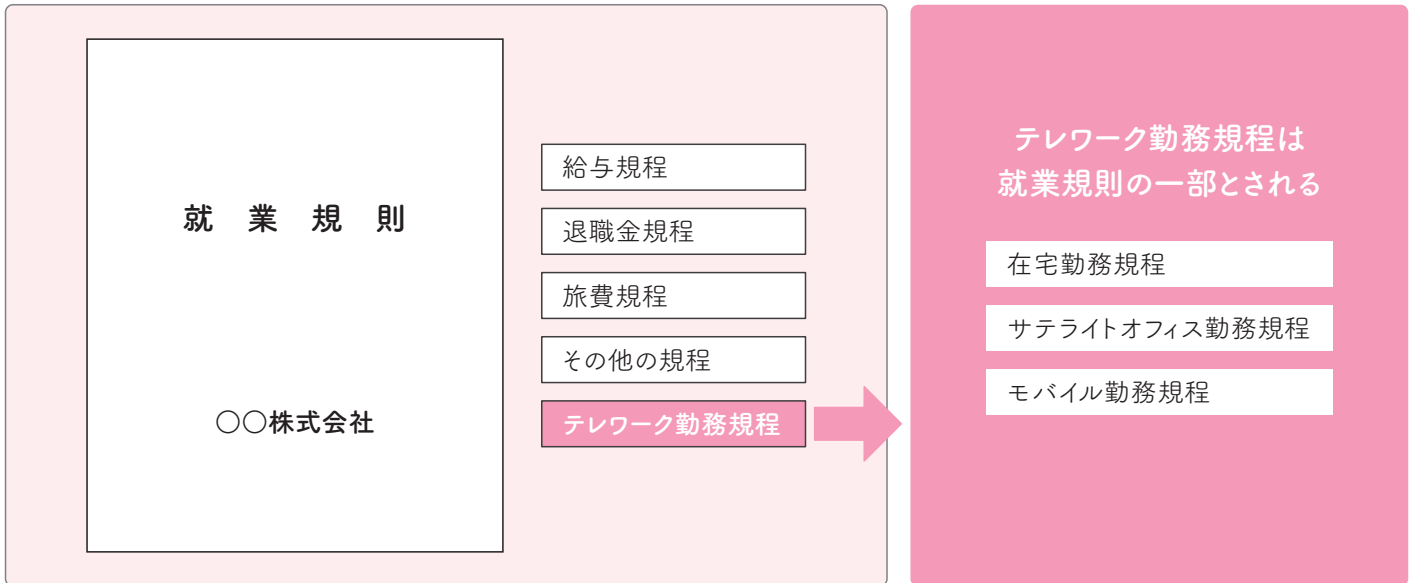 就業規則
○○株式会社
給与規程
退職金規程
旅費規程
その他の規程
テレワーク勤務規程
テレワーク勤務規程は
就業規則の一部とされる
在宅勤務規程
サテライトオフィス勤務規程
モバイル勤務規程